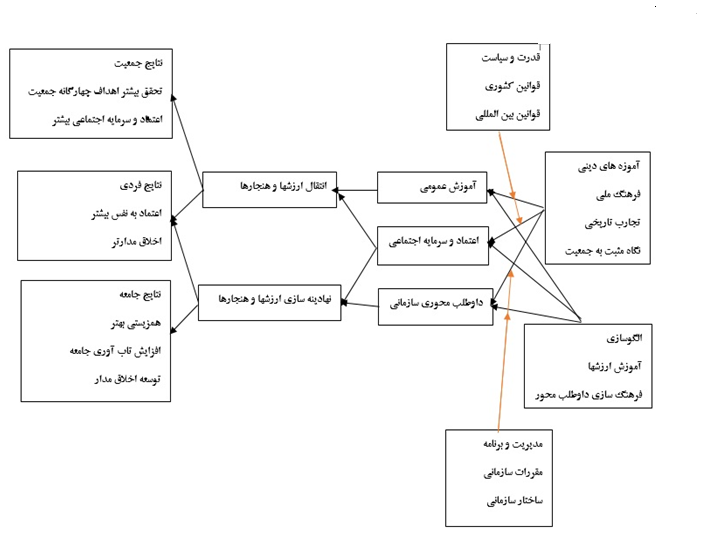 قدرت و سیاست
قوانین کشوری
قوانین بین المللی
آموزه های دینی
فرهنگ ملی
تجارب تاریخی
نگاه مثبت به جمعیت
الگوسازی
آموزش ارزشها
فرهنگ سازی داوطلب محور
مدیریت و برنامه
مقررات سازمانی
ساختار سازمانی
آموزش عمومی
اعتماد و سرمایه اجتماعی
داوطلب محوری سازمانی
انتقال ارزشها و هنجارها
نهادینه سازی ارزشها و هنجارها
نتایج جمعیت
تحقق بیشتر اهداف چهارگانه جمعیت
اعتماد و سرمایه اجتماعی بیشتر
نتایج فردی
اعتماد به نفس بیشتر
اخلاق مدارتر
نتایج جامعه
همزیستی بهتر
افزایش تاب آوری جامعه
توسعه اخلاق مدار